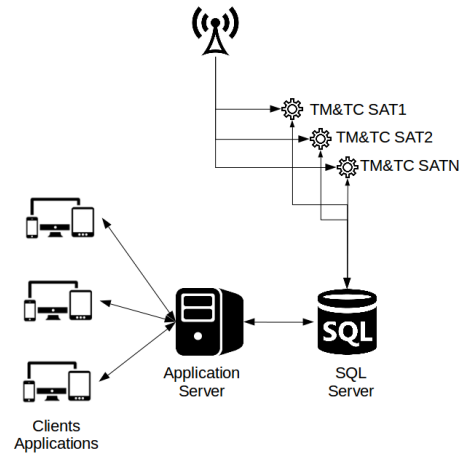 TM&TC SAT1
TM&TC SAT2
TM&TC SATN
SQL
Application
Server
SQL
Server
Clients
Applications